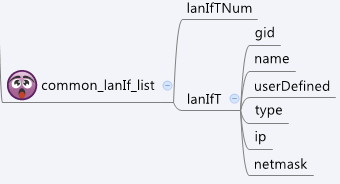 lanIfTNum
gid
name
common_lanIf_list
userDefined
lanIfT
type
ip
netmask